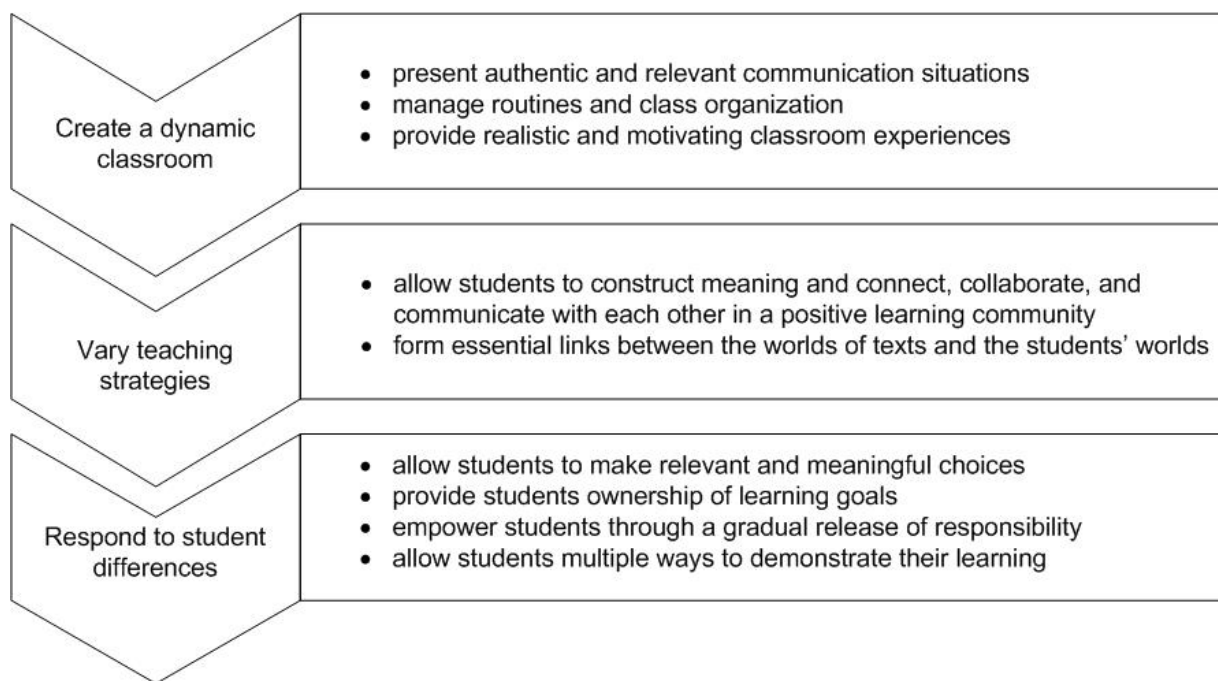 Create a dynamic
classroom
• present authentic and relevant communication situations
• manage routines and class organization
• provide realistic and motivating classroom experiences
Vary teaching
strategies
• allow students to construct meaning and connect, collaborate, and
communicate with each other in a positive learning community
• form essential links between the worlds of texts and the students’ worlds
Respond to student
differences
• allow students to make relevant and meaningful choices
• provide students ownership of learning goals
• empower students through a gradual release of responsibility
• allow students multiple ways to demonstrate their learning